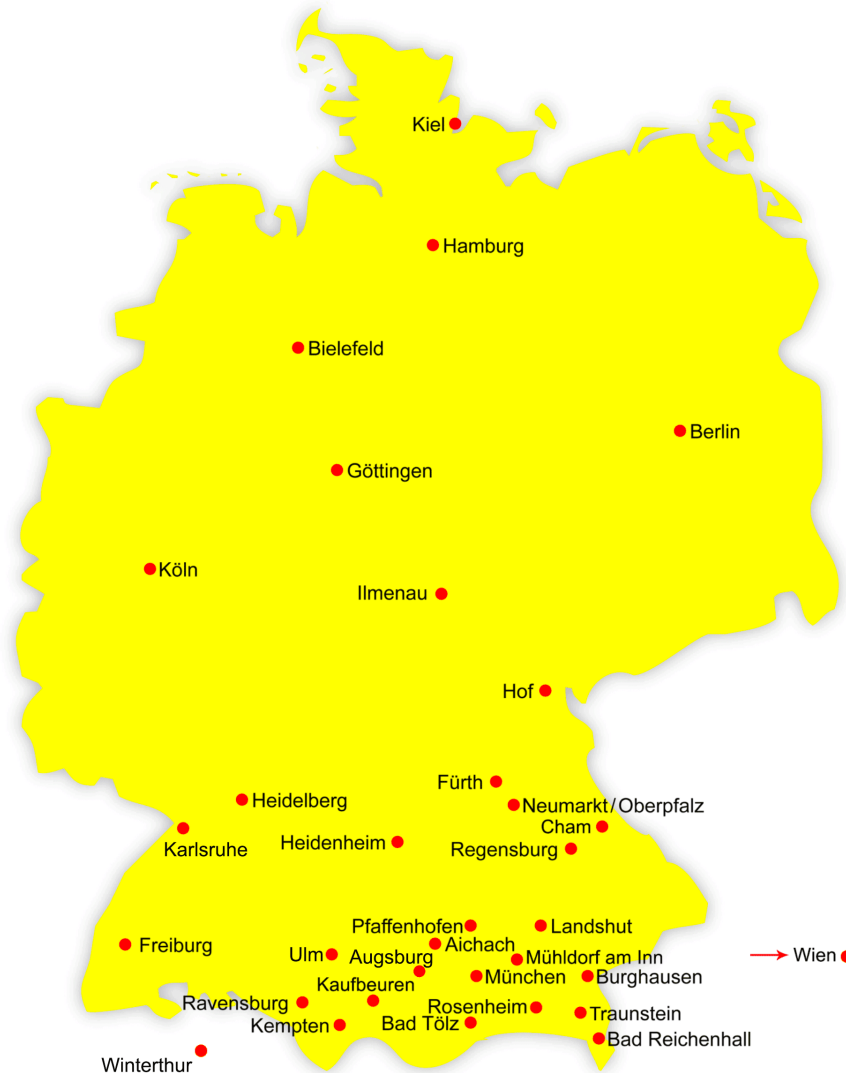 Kiel
Hamburg
Bielefeld
Berlin
Göttingen
Köln
Ilmenau
Hof
Fürth
Heidelberg
Neumarkt/Oberpfalz
Cham
Karlsruhe
Heidenheim
Regensburg
Pfaffenhofen
Landshut
Freiburg
Aichach
Ulm
Augsburg
Mühldorf am Inn
Wien
München
Burghausen
Kaufbeuren
Ravensburg
Rosenheim
Traunstein
Kempten
Bad Tölz
Bad Reichenhall
Winterthur